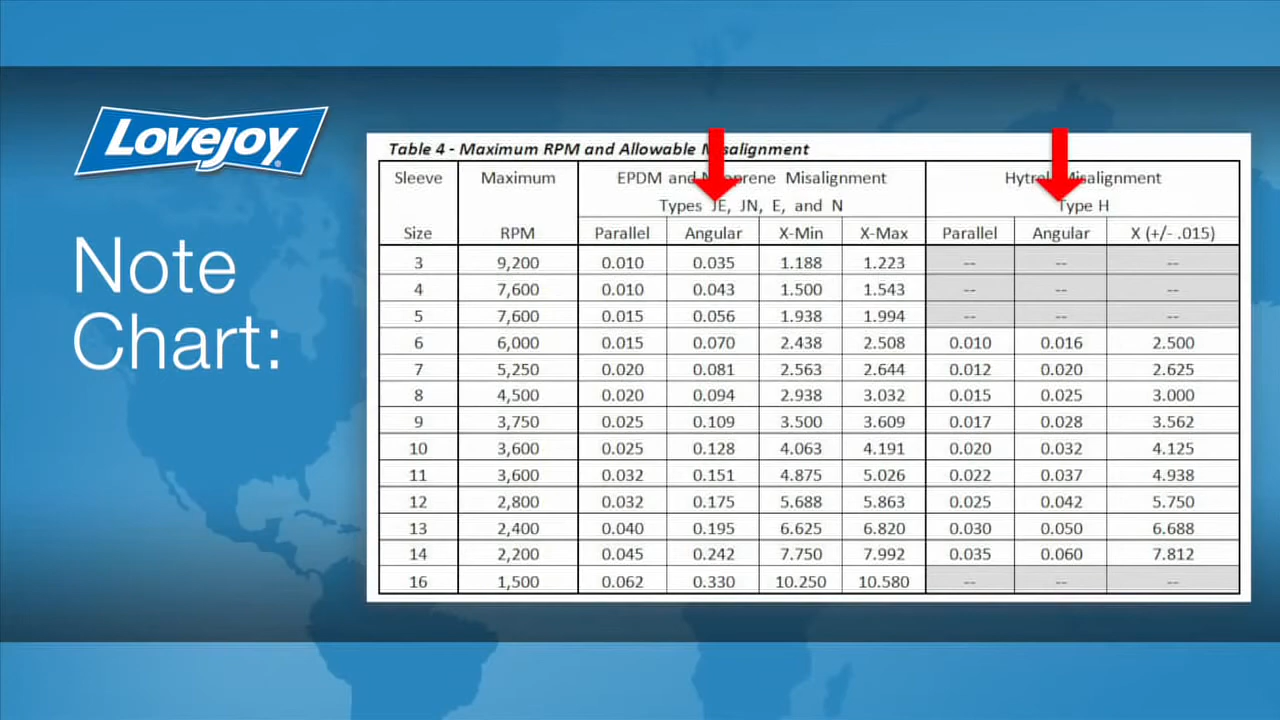 Lovejoy®
Note
Chart:
Table 4 - Maximum RPM and Allowable Misalignment
Sleeve Maximum EPDM and Neoprene Misalignment Hytrel Misalignment
Types JE, JN, E, and N Type H
Size RPM Parallel Angular X-Min X-Max Parallel Angular X (+/- .015)
3 9,200 0.010 0.035 1.188 1.223 -- -- --
4 7,600 0.010 0.043 1.500 1.543 -- -- --
5 7,600 0.015 0.056 1.938 1.994 -- -- --
6 6,000 0.015 0.070 2.438 2.508 0.010 0.016 2.500
7 5,250 0.020 0.081 2.563 2.644 0.012 0.020 2.625
8 4,500 0.020 0.094 2.938 3.032 0.015 0.025 3.000
9 3,750 0.025 0.109 3.500 3.609 0.017 0.028 3.562
10 3,600 0.025 0.128 4.063 4.191 0.020 0.032 4.125
11 3,600 0.032 0.151 4.875 5.026 0.022 0.037 4.938
12 2,800 0.032 0.175 5.688 5.863 0.025 0.042 5.750
13 2,400 0.040 0.195 6.625 6.820 0.030 0.050 6.688
14 2,200 0.045 0.242 7.750 7.992 0.035 0.060 7.812
16 1,500 0.062 0.330 10.250 10.580 -- -- --